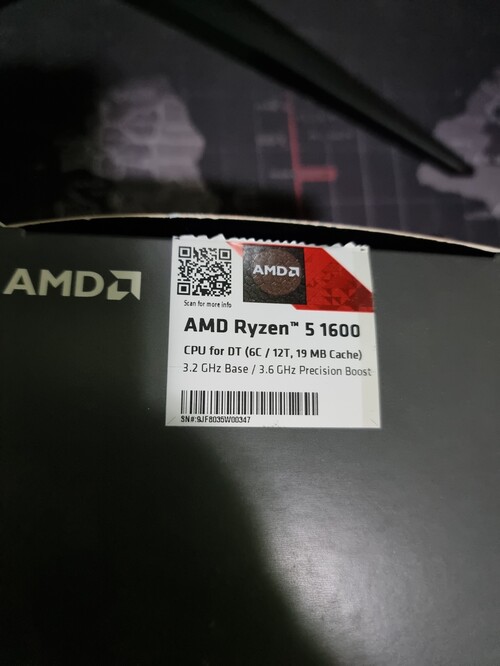 AMD
AMD
Scan for more info
AMD Ryzen™ 5 1600
CPU for DT (6C / 12T, 19 MB Cache)
3.2 GHz Base / 3.6 GHz Precision Boost
SN#:9JF8035W00347